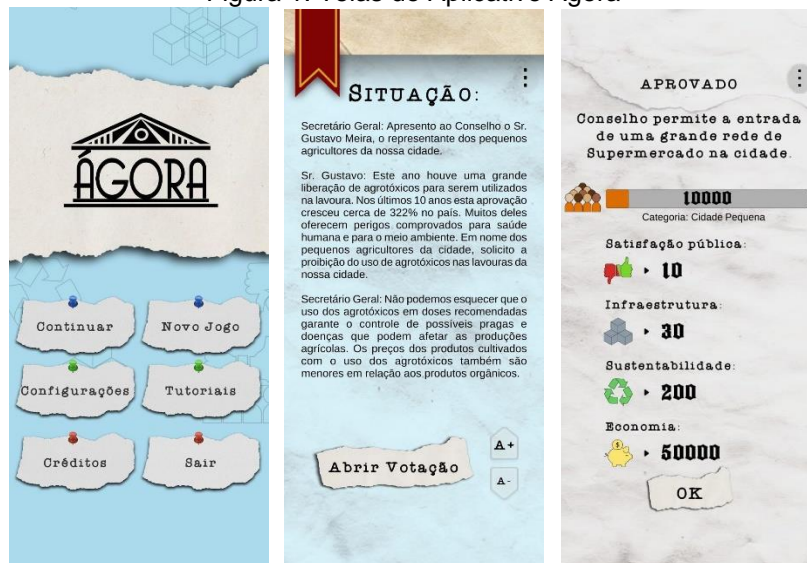 ÁGORA
Continuar
Novo Jogo
Configurações
Tutoriais
Créditos
Sair
SITUAÇÃO:
Secretário Geral: Apresento ao Conselho o Sr.
Gustavo Meira, o representante dos pequenos
agricultores da nossa cidade.
Sr. Gustavo: Este ano houve uma grande
liberação de agrotóxicos para serem utilizados
na lavoura. Nos últimos 10 anos esta aprovação
cresceu cerca de 322% no país. Muitos deles
oferecem perigos comprovados para saúde
humana e para o meio ambiente. Em nome dos
pequenos agricultores da cidade, solicito a
proibição do uso de agrotóxicos nas lavouras da
nossa cidade.
Secretário Geral: Não podemos esquecer que o
uso dos agrotóxicos em doses recomendadas
garante o controle de possíveis pragas e
doenças que podem afetar as produções
agrícolas. Os preços dos produtos cultivados
com o uso dos agrotóxicos também são
menores em relação aos produtos orgânicos.
Abrir Votação
A+
A-
APROVADO
Conselho permite a entrada
de uma grande rede de
Supermercado na cidade.
10000
Categoria: Cidade Pequena
Satisfação pública:
10
Infraestrutura:
30
Sustentabilidade:
200
Economia:
50000
OK